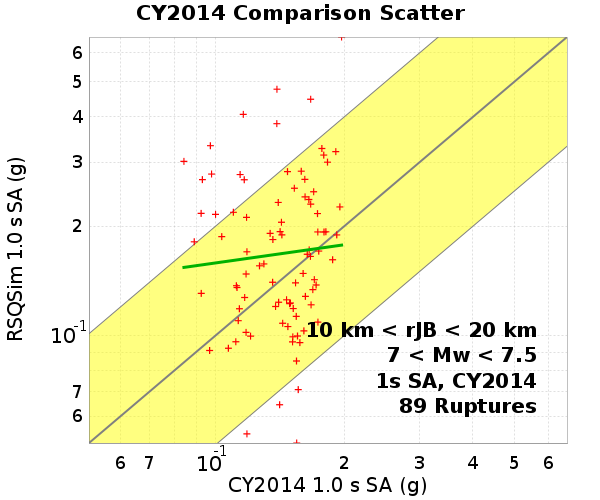 CY2014 Comparison Scatter
6
5
4
3
2
10-1
7
6
RSQSim 1.0 s SA (g)
10 km < rJB < 20 km
7 < Mw < 7.5
1s SA, CY2014
89 Ruptures
6 7 10-1 2 3 4 5 6
CY2014 1.0 s SA (g)